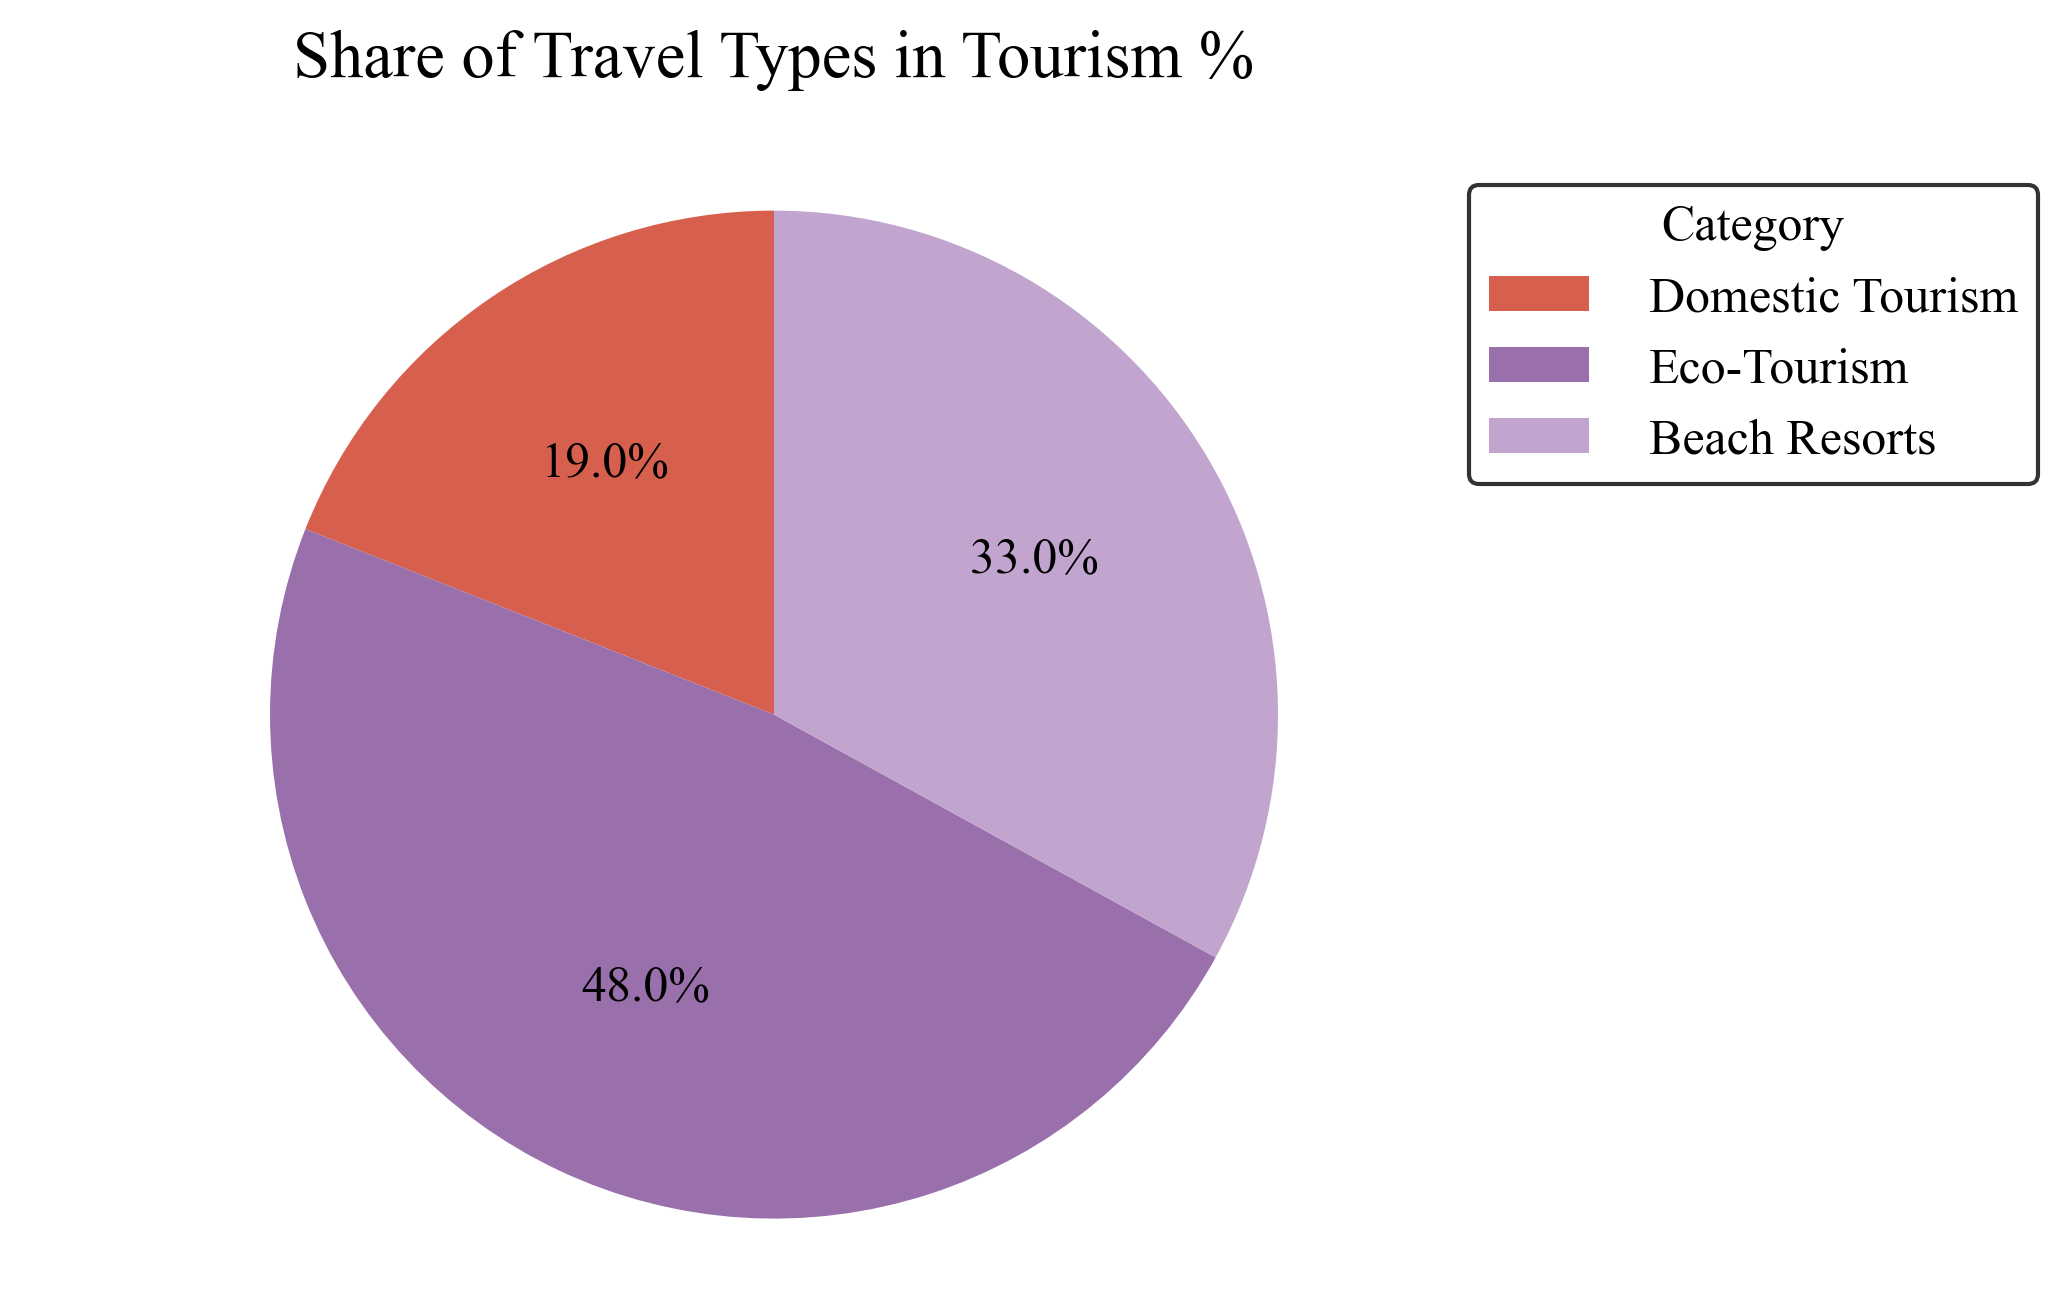 Share of Travel Types in Tourism %
Category
Domestic Tourism
Eco-Tourism
Beach Resorts
19.0%
33.0%
48.0%